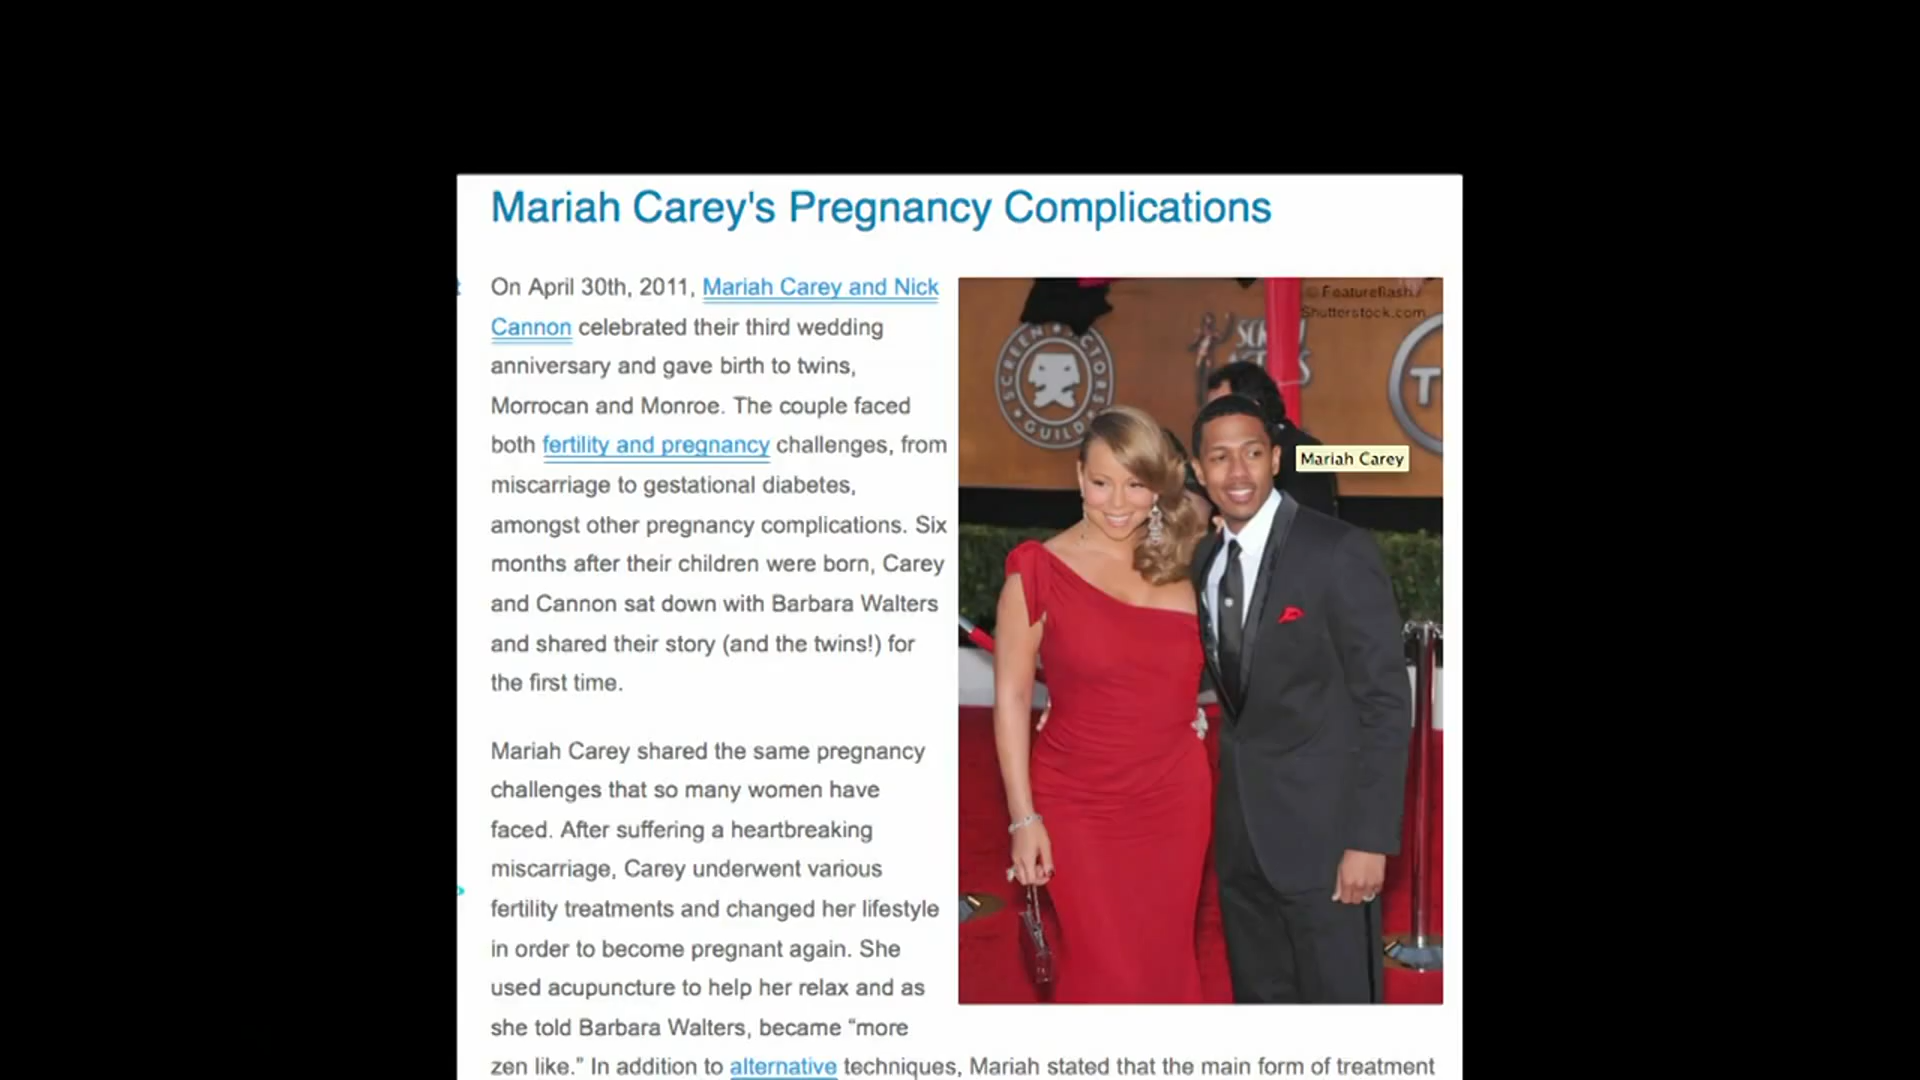 Mariah Carey's Pregnancy Complications
On April 30th, 2011, Mariah Carey and Nick
Cannon celebrated their third wedding
anniversary and gave birth to twins,
Morrocan and Monroe. The couple faced
both fertility and pregnancy challenges, from
miscarriage to gestational diabetes,
amongst other pregnancy complications. Six
months after their children were born, Carey
and Cannon sat down with Barbara Walters
and shared their story (and the twins!) for
the first time.
Mariah Carey shared the same pregnancy
challenges that so many women have
faced. After suffering a heartbreaking
miscarriage, Carey underwent various
fertility treatments and changed her lifestyle
in order to become pregnant again. She
used acupuncture to help her relax and as
she told Barbara Walters, became “more
zen like.” In addition to alternative techniques, Mariah stated that the main form of treatment
© Featureflash /
Shutterstock.com
SCREEN ACTORS
GUILD
Mariah Carey